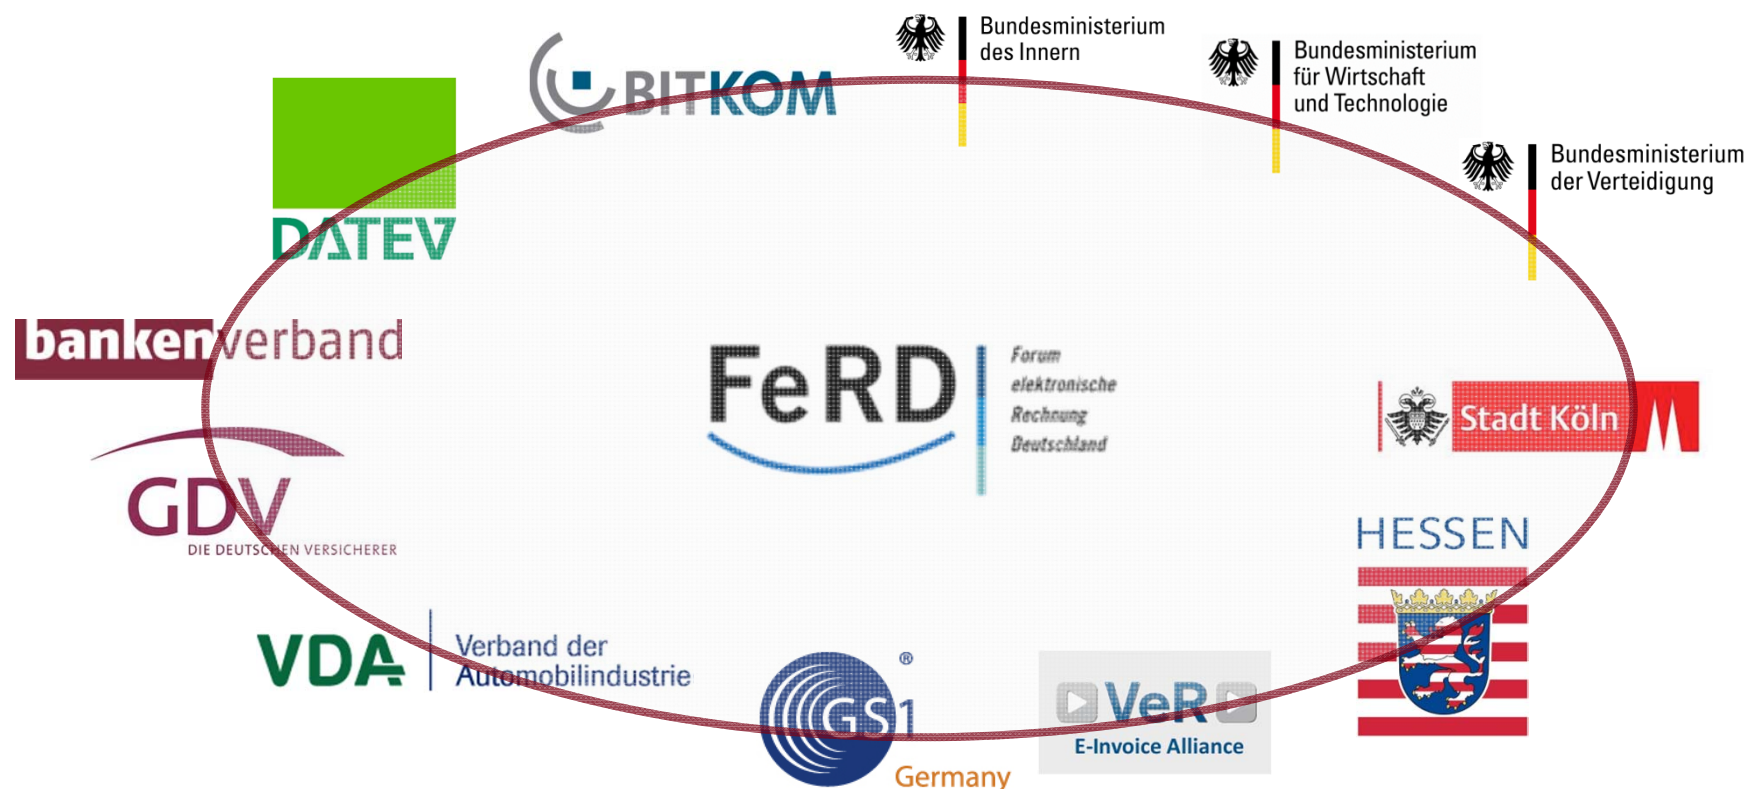 Bundesministerium
des Innern
Bundesministerium
für Wirtschaft
und Technologie
BITKOM
Bundesministerium
der Verteidigung
DATEV
bankenverband
FeRD
Forum
elektronische
Rechnung
Deutschland
Stadt Köln
GDV
DIE DEUTSCHEN VERSICHERER
HESSEN
VDA
Verband der
Automobilindustrie
GS1
®
Germany
VeR
E-Invoice Alliance